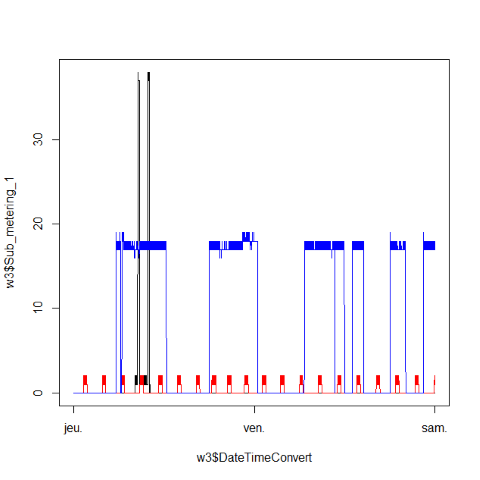 w3$Sub_metering_1
30
20
10
0
jeu. ven. sam.
w3$DateTimeConvert